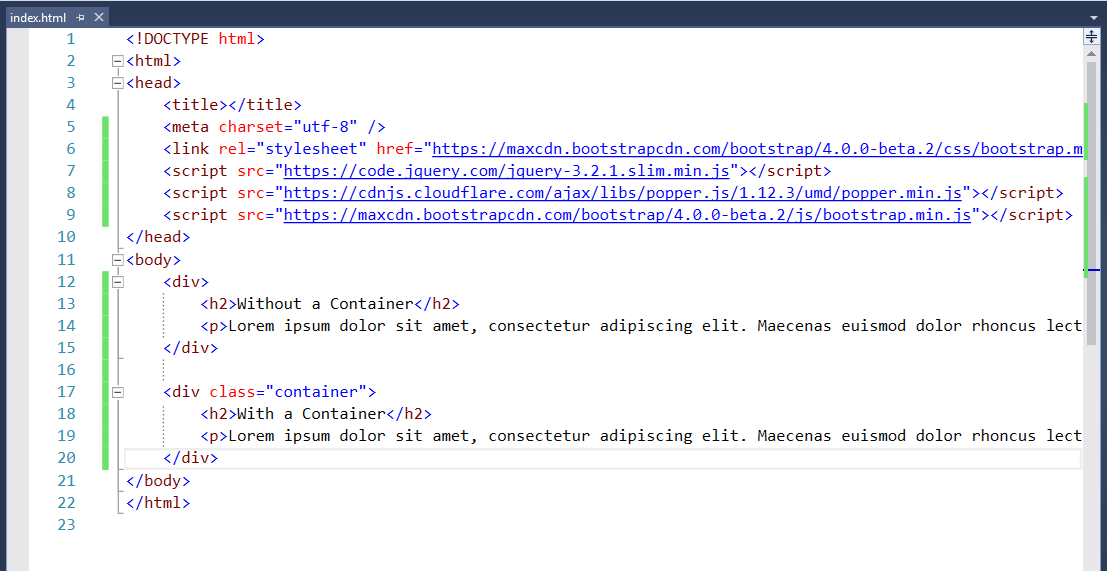 index.html
1 <!DOCTYPE html>
2 <html>
3 <head>
4 <title></title>
5 <meta charset="utf-8" />
6 <link rel="stylesheet" href="https://maxcdn.bootstrapcdn.com/bootstrap/4.0.0-beta.2/css/bootstrap.m
7 <script src="https://code.jquery.com/jquery-3.2.1.slim.min.js"></script>
8 <script src="https://cdnjs.cloudflare.com/ajax/libs/popper.js/1.12.3/umd/popper.min.js"></script>
9 <script src="https://maxcdn.bootstrapcdn.com/bootstrap/4.0.0-beta.2/js/bootstrap.min.js"></script>
10 </head>
11 <body>
12 <div>
13 <h2>Without a Container</h2>
14 <p>Lorem ipsum dolor sit amet, consectetur adipiscing elit. Maecenas euismod dolor rhoncus lect
15 </div>
16
17 <div class="container">
18 <h2>With a Container</h2>
19 <p>Lorem ipsum dolor sit amet, consectetur adipiscing elit. Maecenas euismod dolor rhoncus lect
20 </div>
21 </body>
22 </html>
23